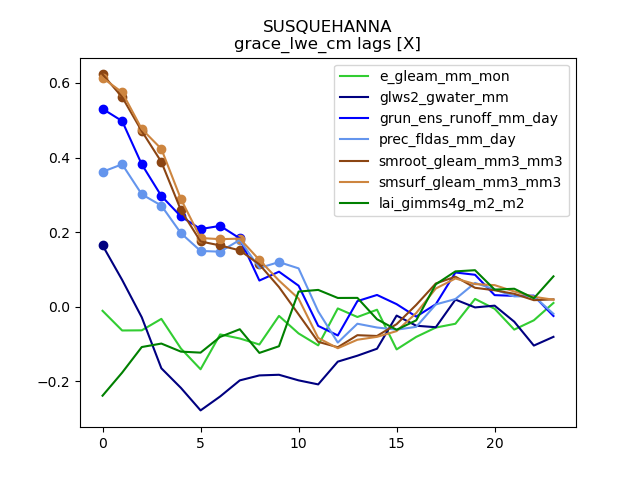 SUSQUEHANNA
grace_lwe_cm lags [X]
e_gleam_mm_mon
glws2_gwater_mm
grun_ens_runoff_mm_day
prec_fldas_mm_day
smroot_gleam_mm3_mm3
smsurf_gleam_mm3_mm3
lai_gimms4g_m2_m2
0.6
0.4
0.2
0.0
−0.2
0 5 10 15 20